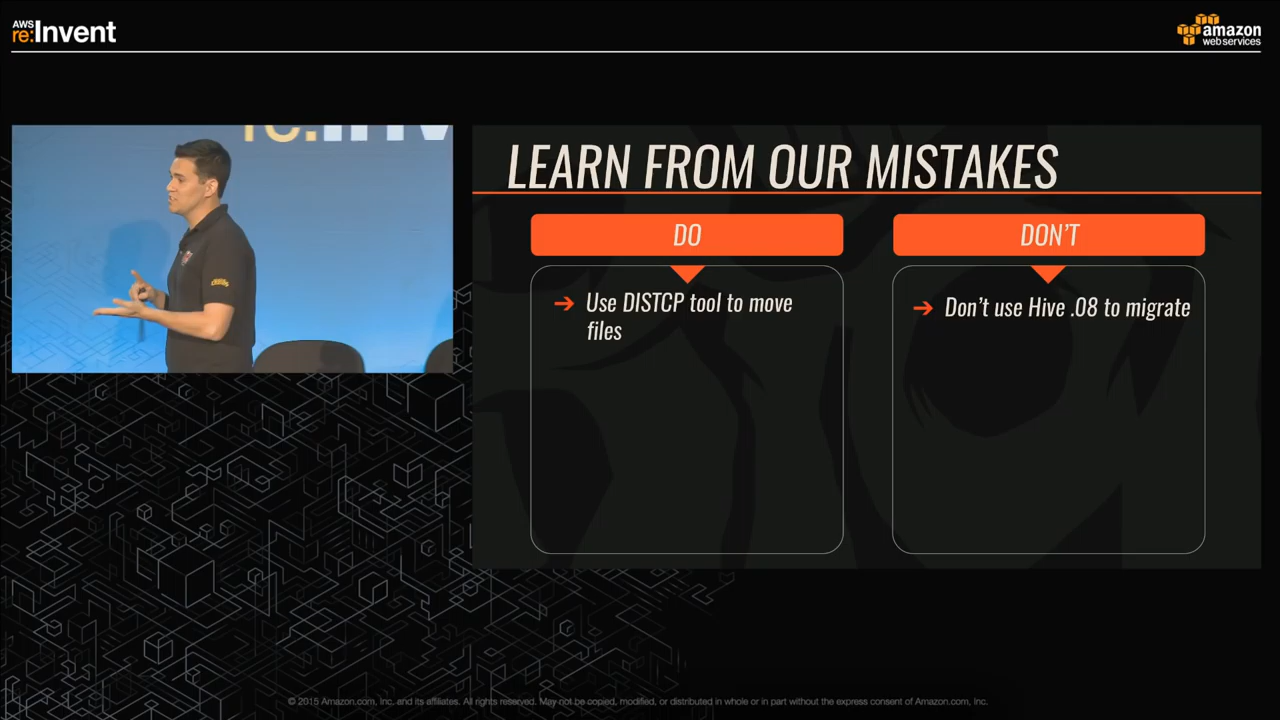 AWS
re:Invent
amazon
web services
re:Inv
LEARN FROM OUR MISTAKES
DO
DON'T
➔ Use DISTCP tool to move
files
➔ Don't use Hive .08 to migrate
© 2015 Amazon.com, Inc. and its affiliates. All rights reserved. May not be copied, modified, or distributed in whole or in part without the express consent of Amazon.com, Inc.